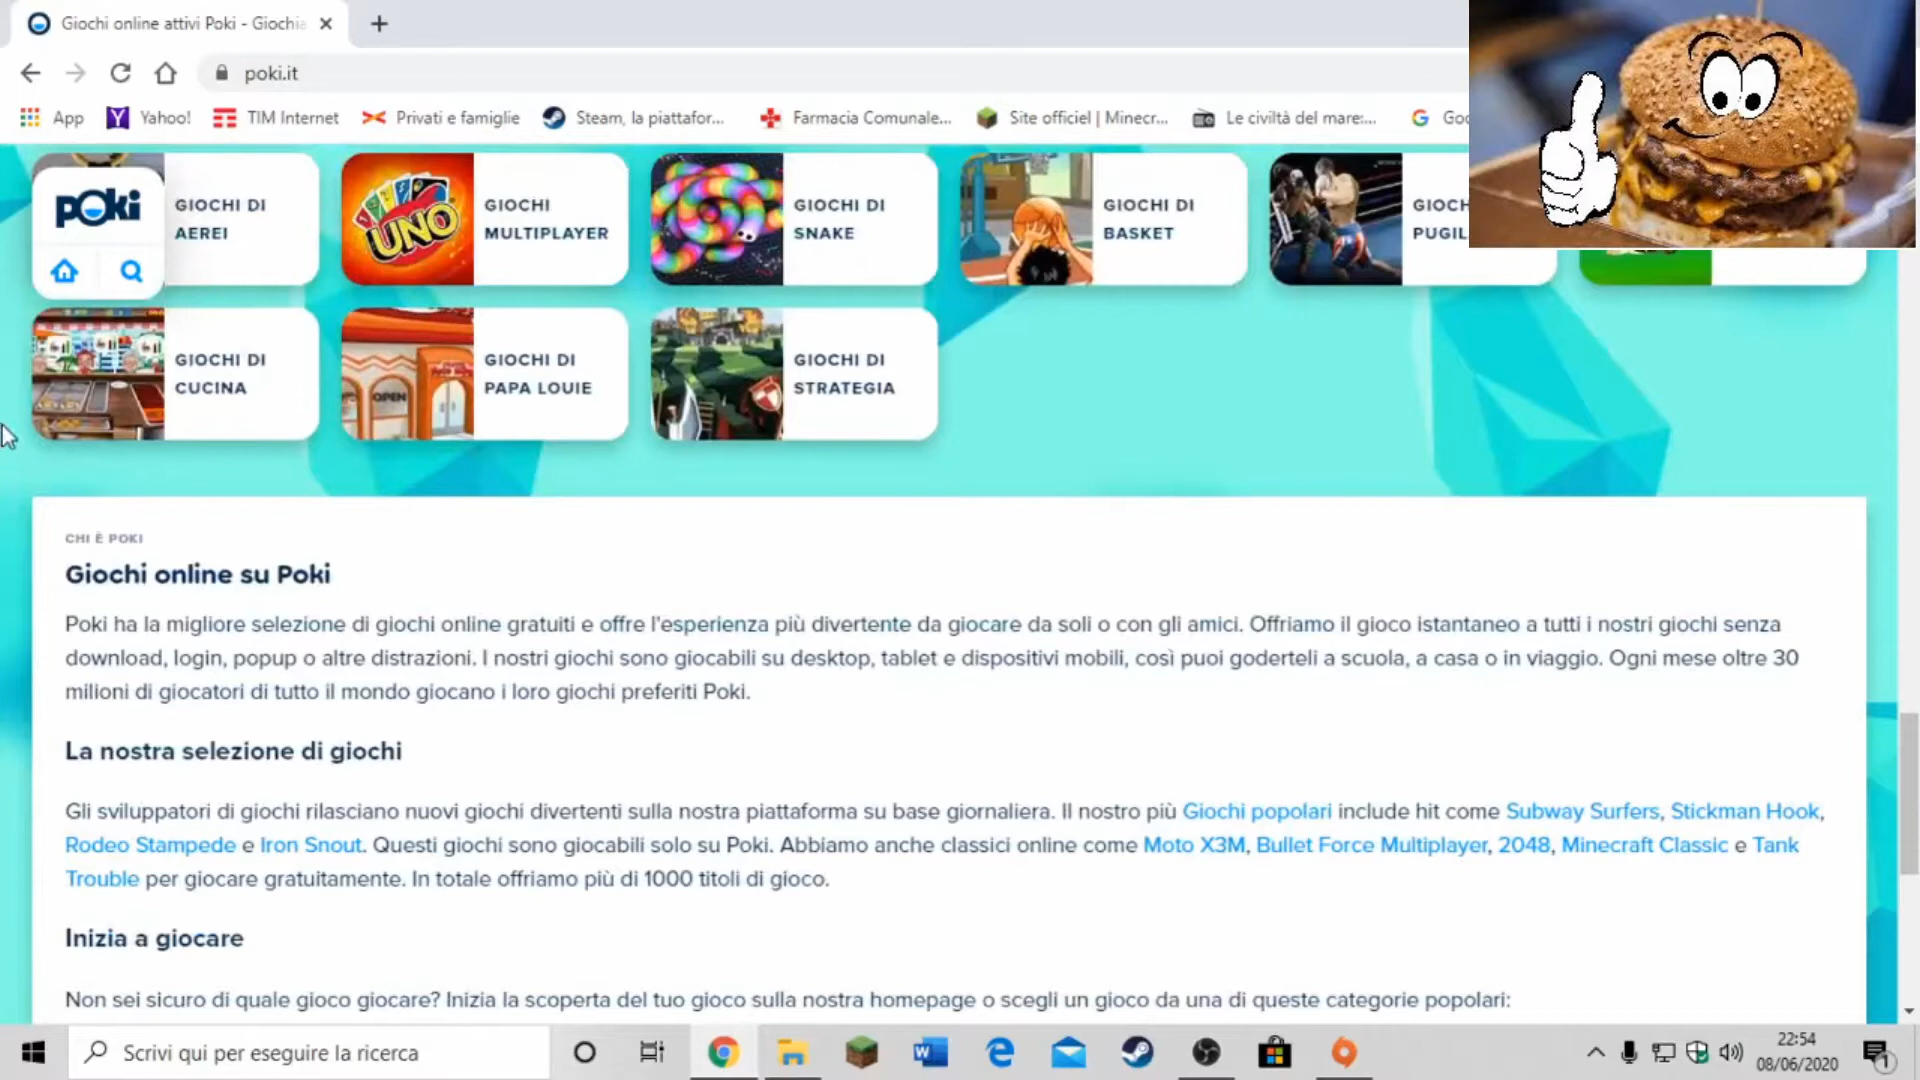 Giochi online attivi Poki - Giochia
poki.it
App
Yahoo!
TIM Internet
Privati e famiglie
Steam, la piattafor...
Farmacia Comunale...
Site officiel | Minecr...
Le civiltà del mare:...
Goo
poki
GIOCHI DI
AEREI
UNO
GIOCHI
MULTIPLAYER
GIOCHI DI
SNAKE
GIOCHI DI
BASKET
GIOCH
PUGIL
GIOCHI DI
CUCINA
OPEN
GIOCHI DI
PAPA LOUIE
GIOCHI DI
STRATEGIA
CHI È POKI
Giochi online su Poki
Poki ha la migliore selezione di giochi online gratuiti e offre l'esperienza più divertente da giocare da soli o con gli amici. Offriamo il gioco istantaneo a tutti i nostri giochi senza
download, login, popup o altre distrazioni. I nostri giochi sono giocabili su desktop, tablet e dispositivi mobili, così puoi goderteli a scuola, a casa o in viaggio. Ogni mese oltre 30
milioni di giocatori di tutto il mondo giocano i loro giochi preferiti Poki.
La nostra selezione di giochi
Gli sviluppatori di giochi rilasciano nuovi giochi divertenti sulla nostra piattaforma su base giornaliera. Il nostro più Giochi popolari include hit come Subway Surfers, Stickman Hook,
Rodeo Stampede e Iron Snout. Questi giochi sono giocabili solo su Poki. Abbiamo anche classici online come Moto X3M, Bullet Force Multiplayer, 2048, Minecraft Classic e Tank
Trouble per giocare gratuitamente. In totale offriamo più di 1000 titoli di gioco.
Inizia a giocare
Non sei sicuro di quale gioco giocare? Inizia la scoperta del tuo gioco sulla nostra homepage o scegli un gioco da una di queste categorie popolari:
Scrivi qui per eseguire la ricerca
22:54
08/06/2020
1